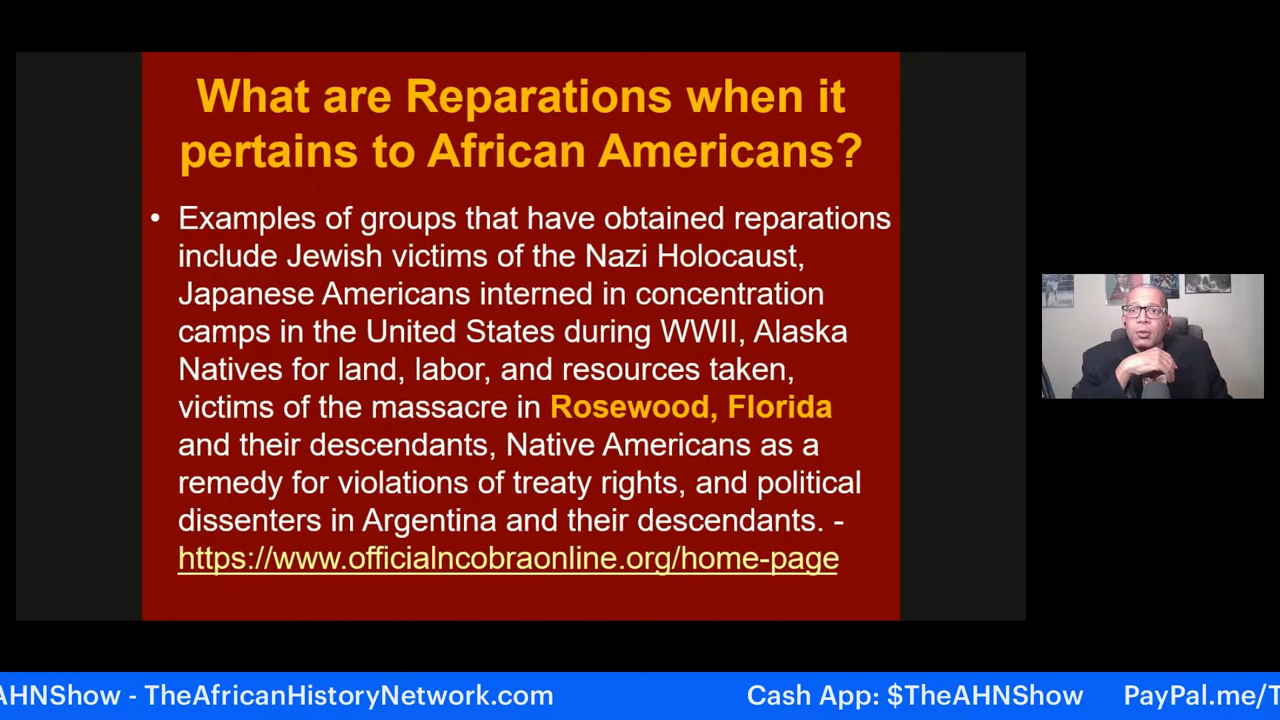 What are Reparations when it
pertains to African Americans?
• Examples of groups that have obtained reparations
include Jewish victims of the Nazi Holocaust,
Japanese Americans interned in concentration
camps in the United States during WWII, Alaska
Natives for land, labor, and resources taken,
victims of the massacre in Rosewood, Florida
and their descendants, Native Americans as a
remedy for violations of treaty rights, and political
dissenters in Argentina and their descendants. -
https://www.officialncobraonline.org/home-page
AHNShow - TheAfricanHistoryNetwork.com Cash App: $TheAHNShow PayPal.me/T